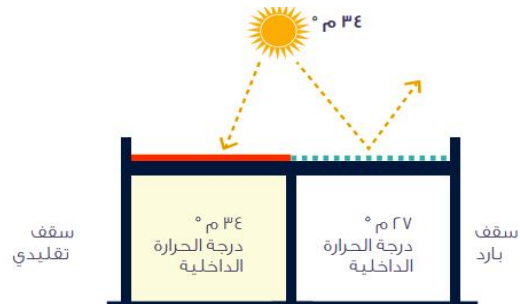 ٣٤ م °
٢٧ م °
درجة الحرارة
الداخلية
٣٤ م °
درجة الحرارة
الداخلية
سقف
بارد
سقف
تقليدي